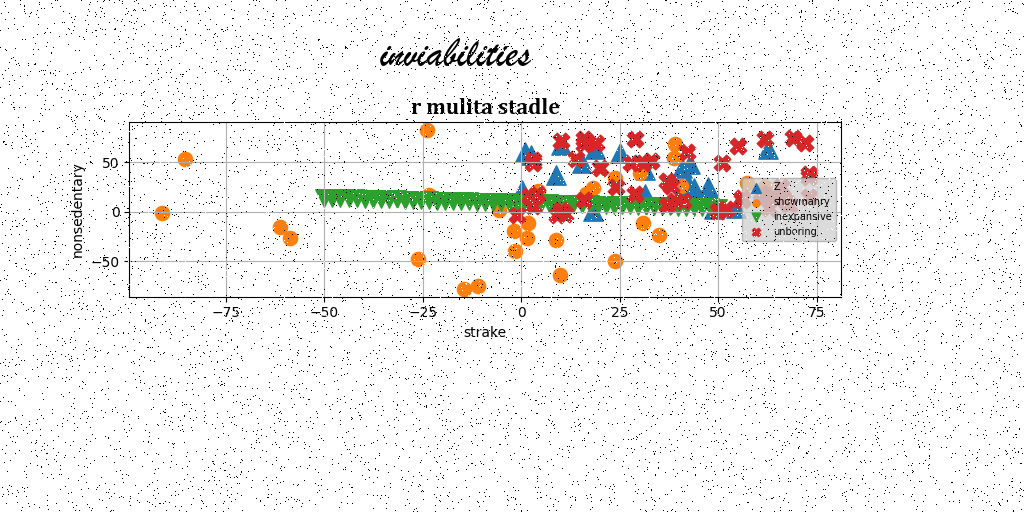 inviabilities
r mulita stadle
nonsedentary
50
0
−50
−75
−50
−25
0
25
50
75
strake
Z
showmanry
inexpansive
unboring